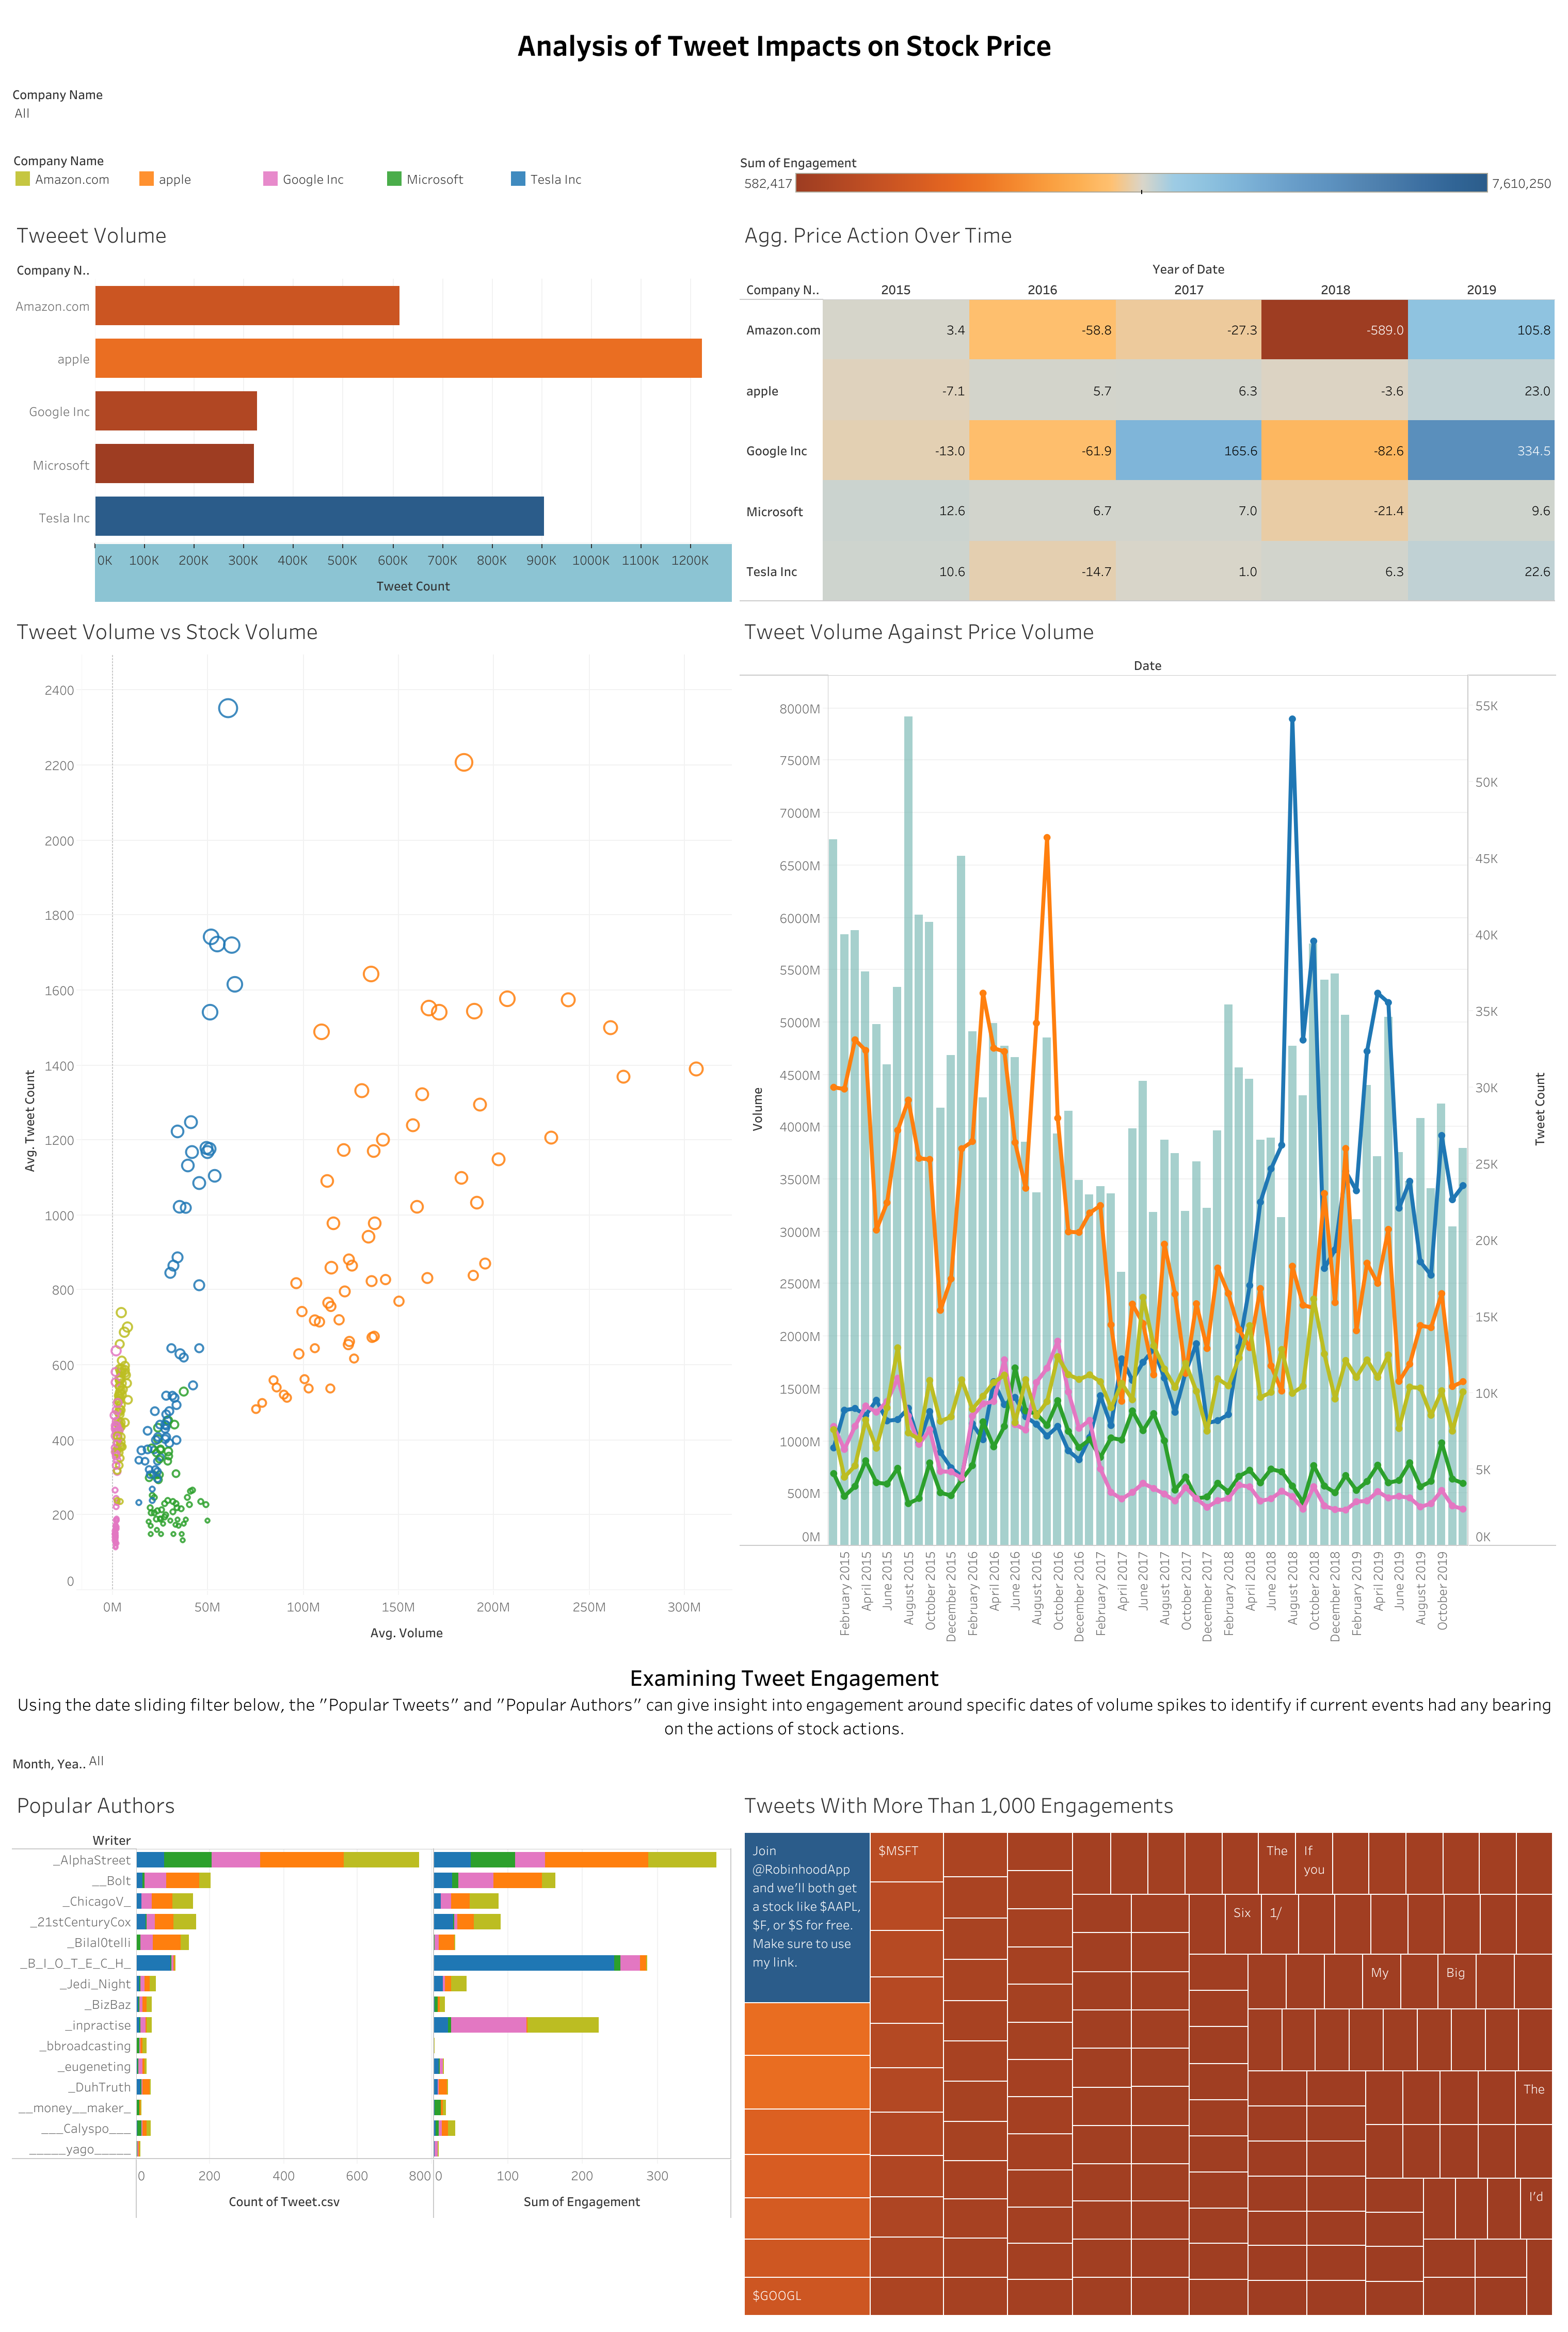 Analysis of Tweet Impacts on Stock Price
Company Name
All
Company Name
Amazon.com apple Google Inc Microsoft Tesla Inc
Sum of Engagement
582,417 7,610,250
Tweeet Volume
Company N..
Amazon.com
apple
Google Inc
Microsoft
Tesla Inc
0K 100K 200K 300K 400K 500K 600K 700K 800K 900K 1000K 1100K 1200K
Tweet Count
Agg. Price Action Over Time
Year of Date
Company N.. 2015 2016 2017 2018 2019
Amazon.com 3.4 -58.8 -27.3 -589.0 105.8
apple -7.1 5.7 6.3 -3.6 23.0
Google Inc -13.0 -61.9 165.6 -82.6 334.5
Microsoft 12.6 6.7 7.0 -21.4 9.6
Tesla Inc 10.6 -14.7 1.0 6.3 22.6
Tweet Volume vs Stock Volume
2400
2200
2000
1800
1600
1400
1200
1000
800
600
400
200
0
Avg. Tweet Count
0M 50M 100M 150M 200M 250M 300M
Avg. Volume
Tweet Volume Against Price Volume
Date
8000M
7500M
7000M
6500M
6000M
5500M
5000M
4500M
4000M
3500M
3000M
2500M
2000M
1500M
1000M
500M
0M
Volume
55K
50K
45K
40K
35K
30K
25K
20K
15K
10K
5K
0K
Tweet Count
February 2015
April 2015
June 2015
August 2015
October 2015
December 2015
February 2016
April 2016
June 2016
August 2016
October 2016
December 2016
February 2017
April 2017
June 2017
August 2017
October 2017
December 2017
February 2018
April 2018
June 2018
August 2018
October 2018
December 2018
February 2019
April 2019
June 2019
August 2019
October 2019
Examining Tweet Engagement
Using the date sliding filter below, the "Popular Tweets" and "Popular Authors" can give insight into engagement around specific dates of volume spikes to identify if current events had any bearing
on the actions of stock actions.
Month, Yea.. All
Popular Authors
Writer
_AlphaStreet
__Bolt
_ChicagoV_
_21stCenturyCox
_Bilal0telli
_B_I_O_T_E_C_H_
_Jedi_Night
_BizBaz
_inpractise
_bbroadcasting
_eugeneting
_DuhTruth
__money__maker_
___Calyspo___
_____yago_____
0 200 400 600 800
Count of Tweet.csv
0 100 200 300
Sum of Engagement
Tweets With More Than 1,000 Engagements
Join
@RobinhoodApp
and we'll both get
a stock like $AAPL,
$F, or $S for free.
Make sure to use
my link.
$MSFT
The
If
you
Six
1/
My
Big
The
I'd
$GOOGL